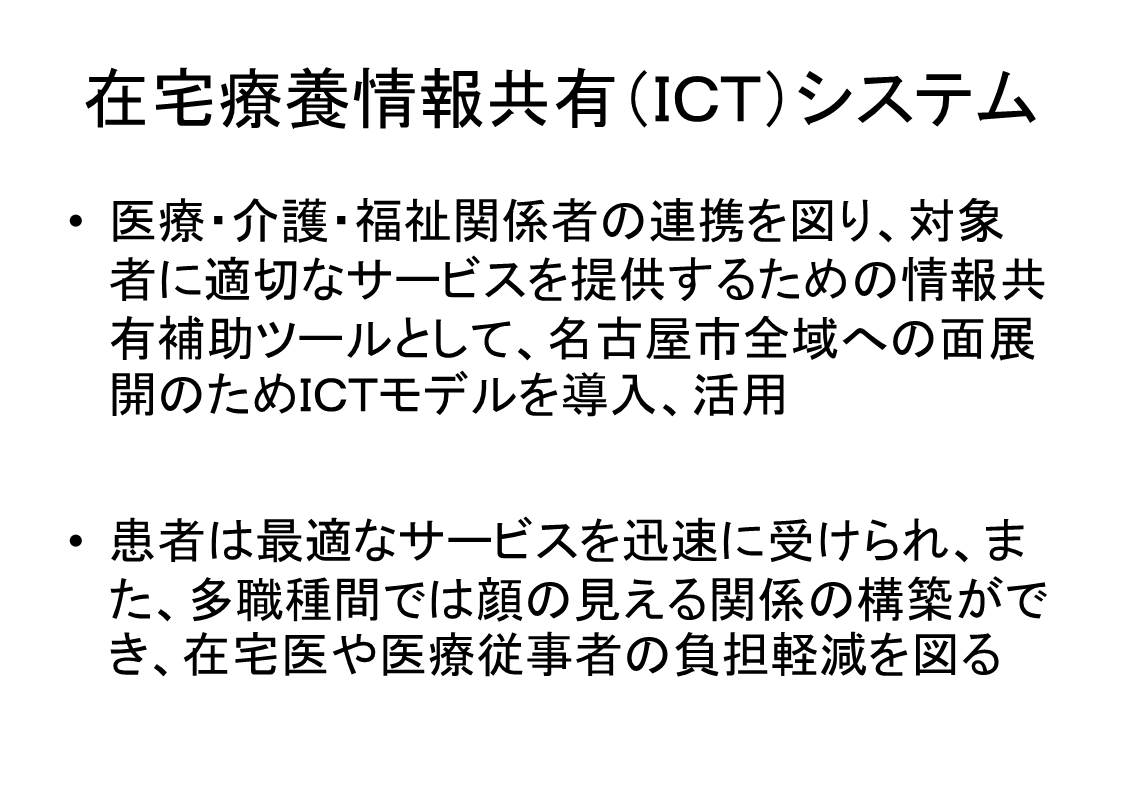 在宅療養情報共有（ICT）システム
• 医療・介護・福祉関係者の連携を図り、対象
者に適切なサービスを提供するための情報共
有補助ツールとして、名古屋市全域への面展
開のためICTモデルを導入、活用
• 患者は最適なサービスを迅速に受けられ、ま
た、多職種間では顔の見える関係の構築がで
き、在宅医や医療従事者の負担軽減を図る